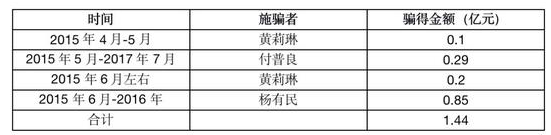 时间 施骗者 骗得金额（亿元）
2015 年 4 月-5 月 黄莉琳 0.1
2015 年 5 月-2017 年 7 月 付普良 0.29
2015 年 6 月左右 黄莉琳 0.2
2015 年 6 月-2016 年 杨有民 0.85
合计 1.44